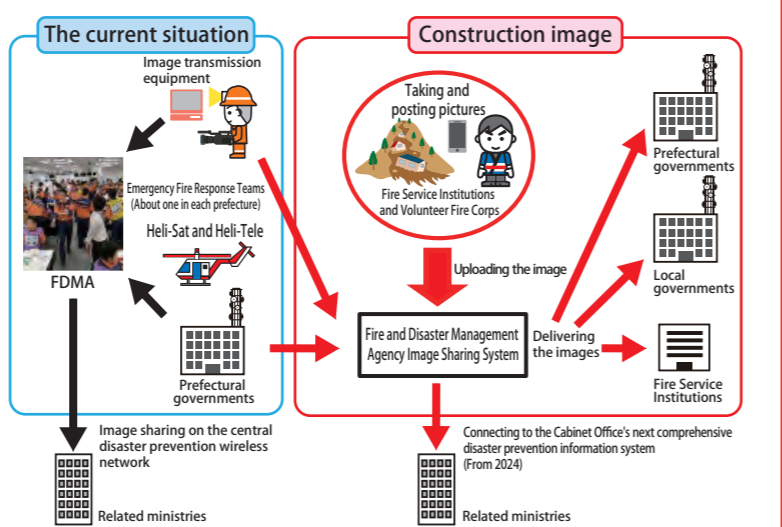 The current situation
Image transmission
equipment
Emergency Fire Response Teams
(About one in each prefecture)
Heli-Sat and Heli-Tele
FDMA
Prefectural
governments
Image sharing on the central
disaster prevention wireless
network
Related ministries
Construction image
Taking and
posting pictures
Fire Service Institutions
and Volunteer Fire Corps
Uploading the image
Fire and Disaster Management
Agency Image Sharing System
Delivering
the images
Prefectural
governments
Local
governments
Fire Service
Institutions
Connecting to the Cabinet Office's next comprehensive
disaster prevention information system
(From 2024)
Related ministries